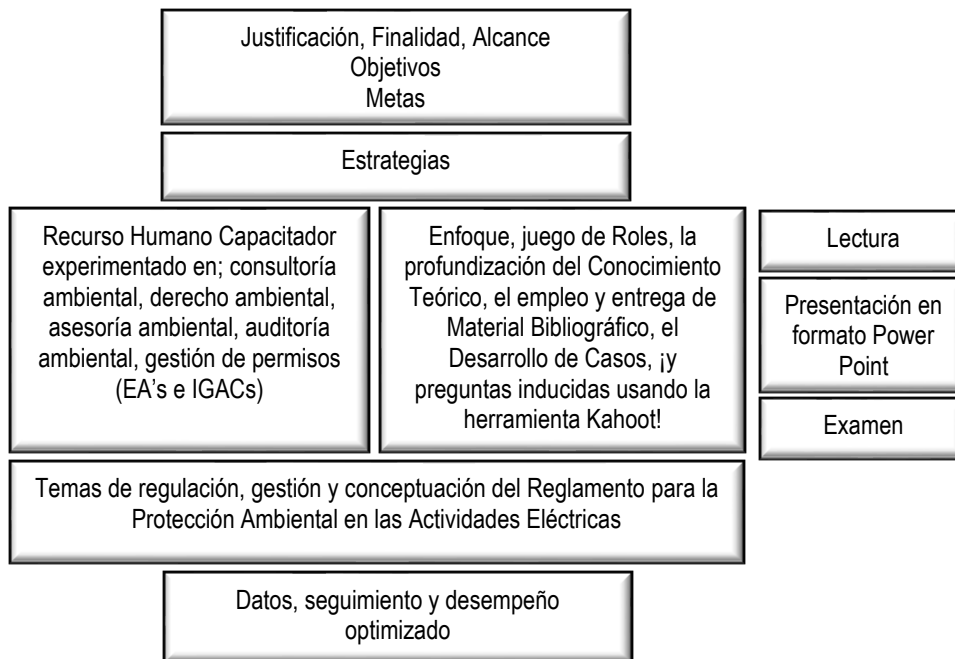 Justificación, Finalidad, Alcance
Objetivos
Metas
Estrategias
Recurso Humano Capacitador
experimentado en; consultoría
ambiental, derecho ambiental,
asesoría ambiental, auditoría
ambiental, gestión de permisos
(EA’s e IGACs)
Enfoque, juego de Roles, la
profundización del Conocimiento
Teórico, el empleo y entrega de
Material Bibliográfico, el
Desarrollo de Casos, ¡y
preguntas inducidas usando la
herramienta Kahoot!
Lectura
Presentación en
formato Power
Point
Examen
Temas de regulación, gestión y conceptuación del Reglamento para la
Protección Ambiental en las Actividades Eléctricas
Datos, seguimiento y desempeño
optimizado